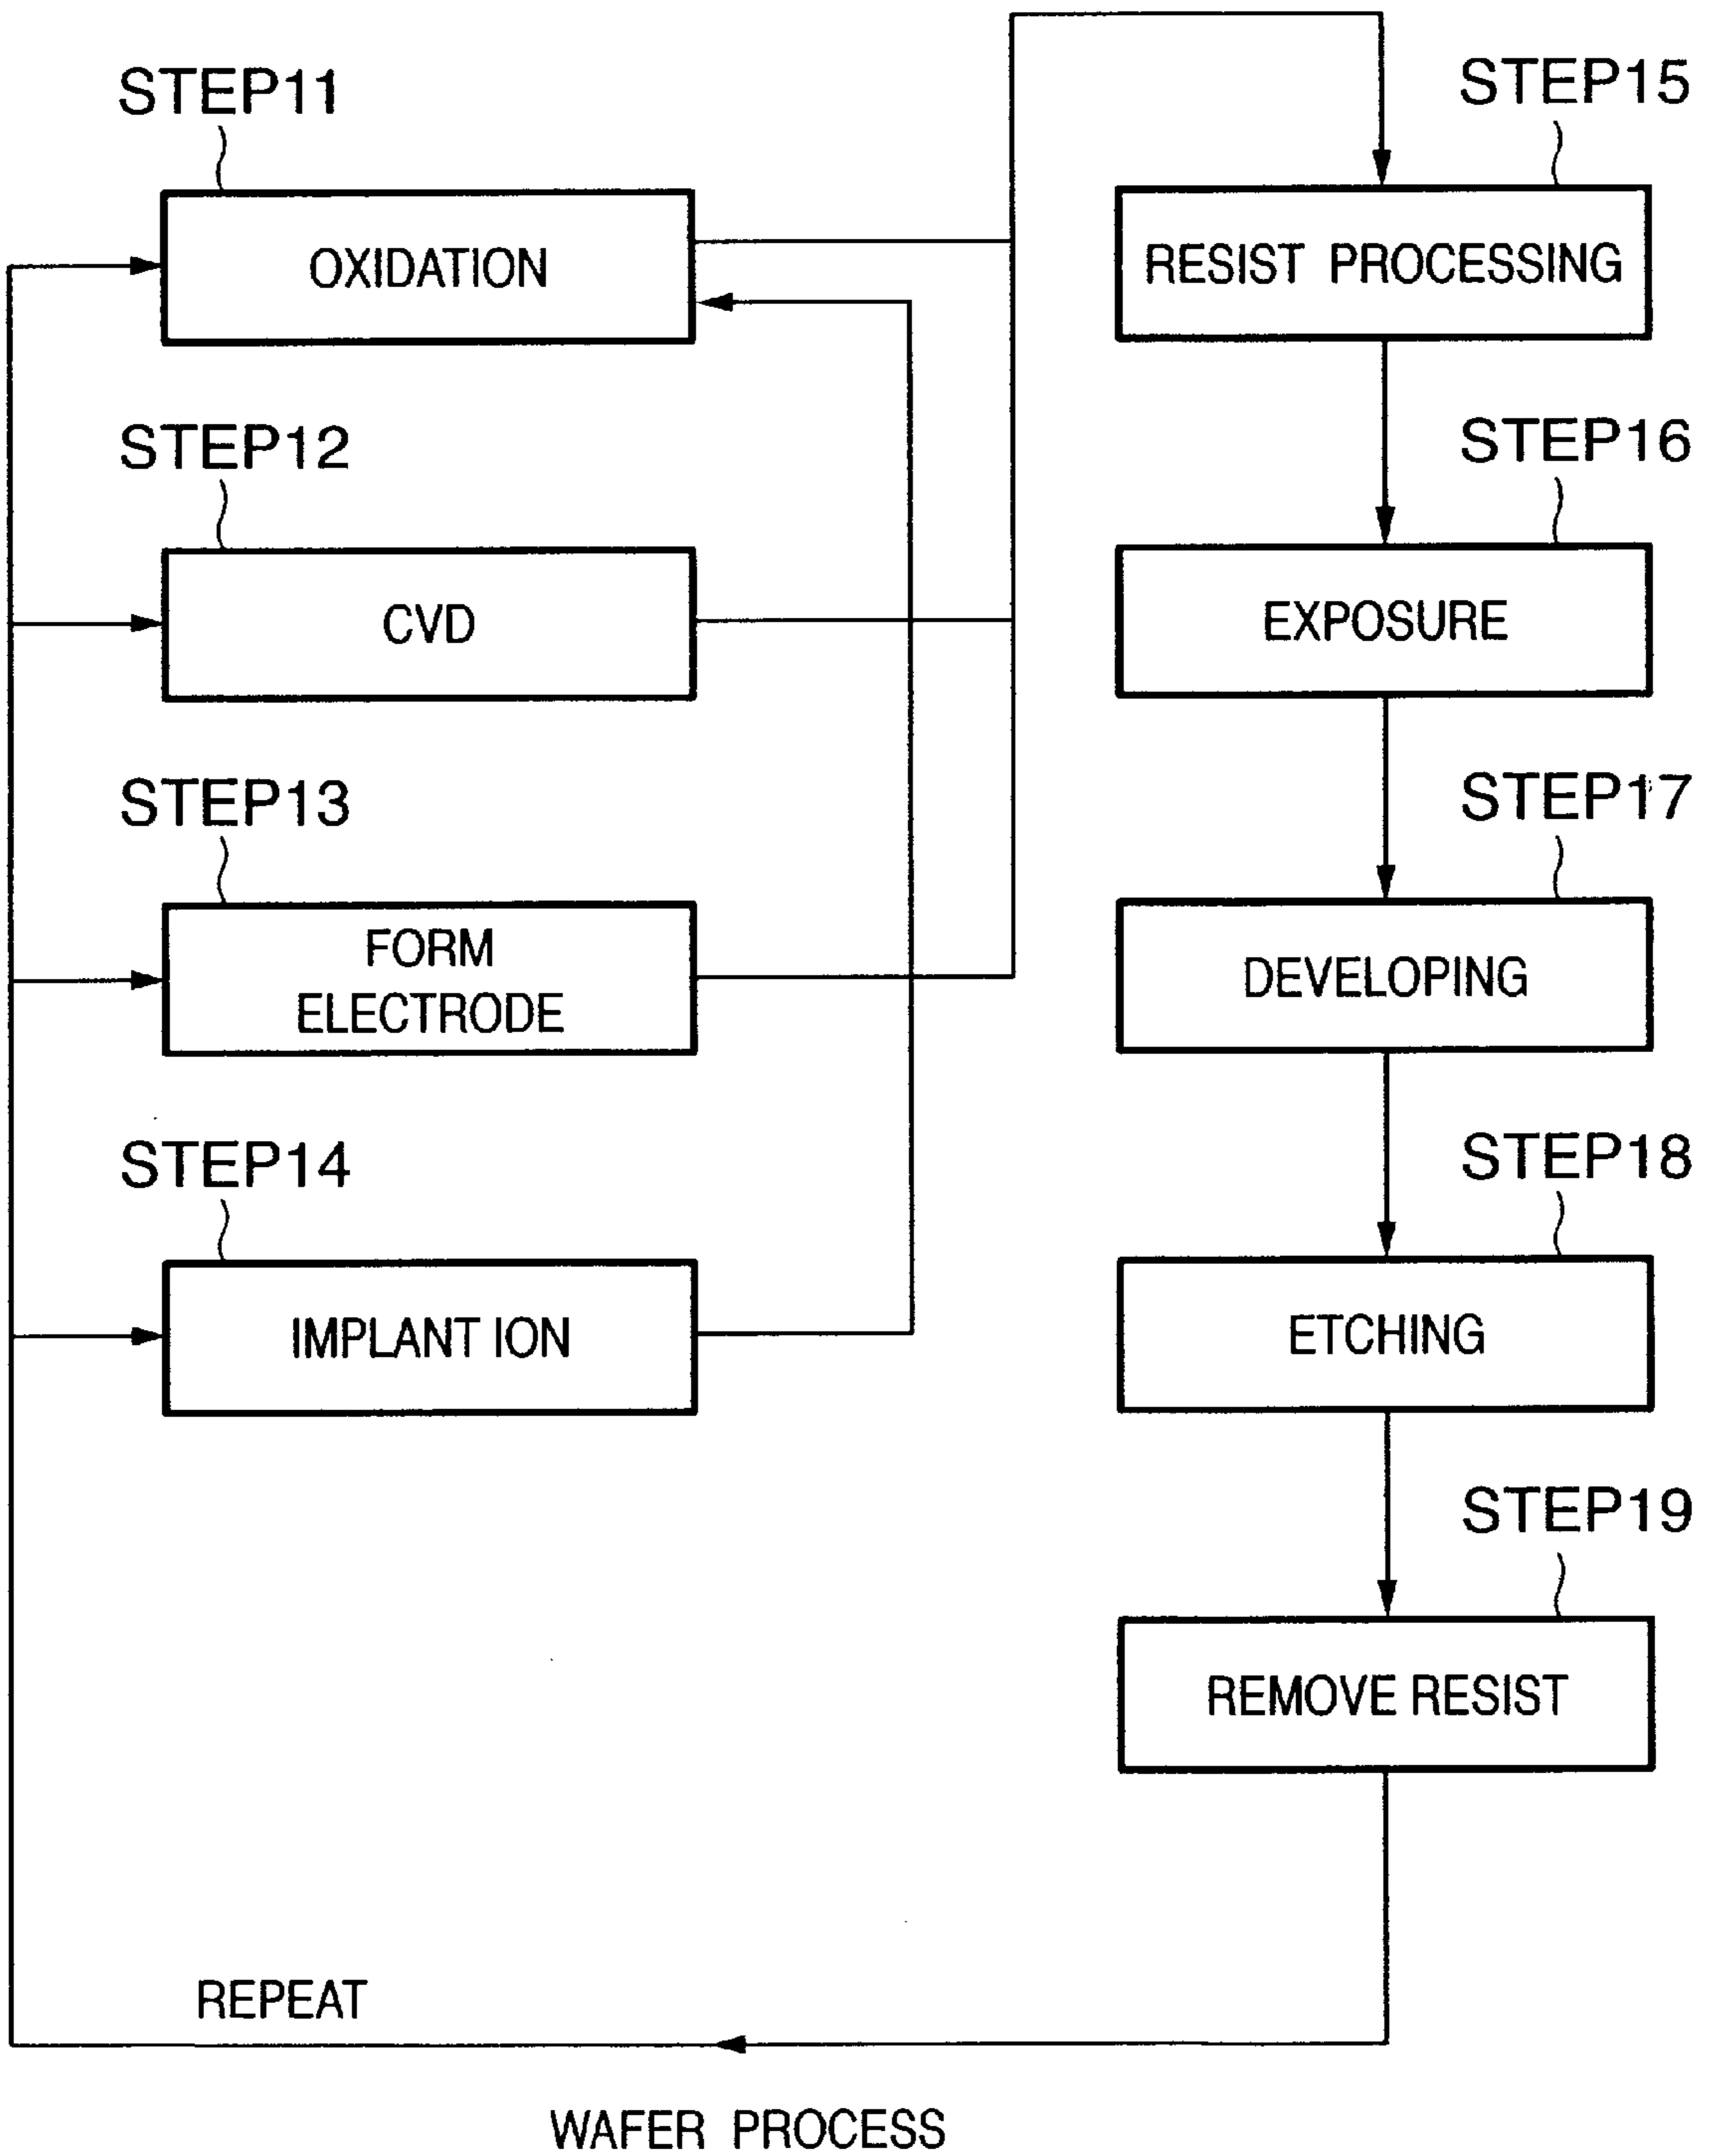 STEP11
OXIDATION
STEP12
CVD
STEP13
FORM
ELECTRODE
STEP14
IMPLANT ION
STEP15
RESIST PROCESSING
STEP16
EXPOSURE
STEP17
DEVELOPING
STEP18
ETCHING
STEP19
REMOVE RESIST
REPEAT
WAFER PROCESS